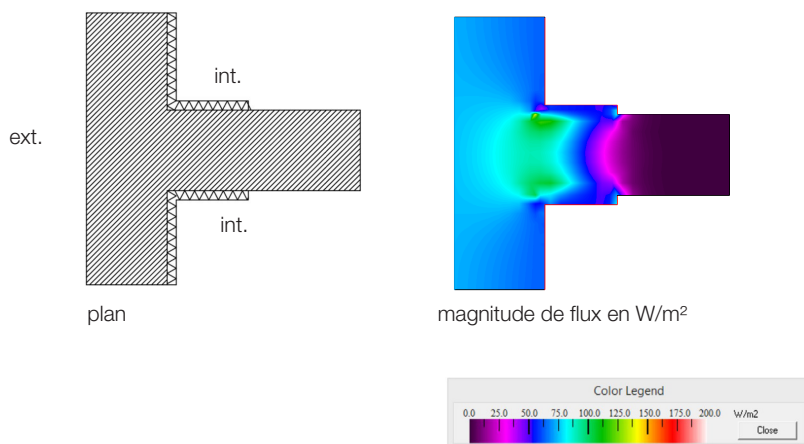 int.
ext.
int.
plan
magnitude de flux en W/m²
Color Legend
0.0 25.0 50.0 75.0 100.0 125.0 150.0 175.0 200.0 W/m2
Close